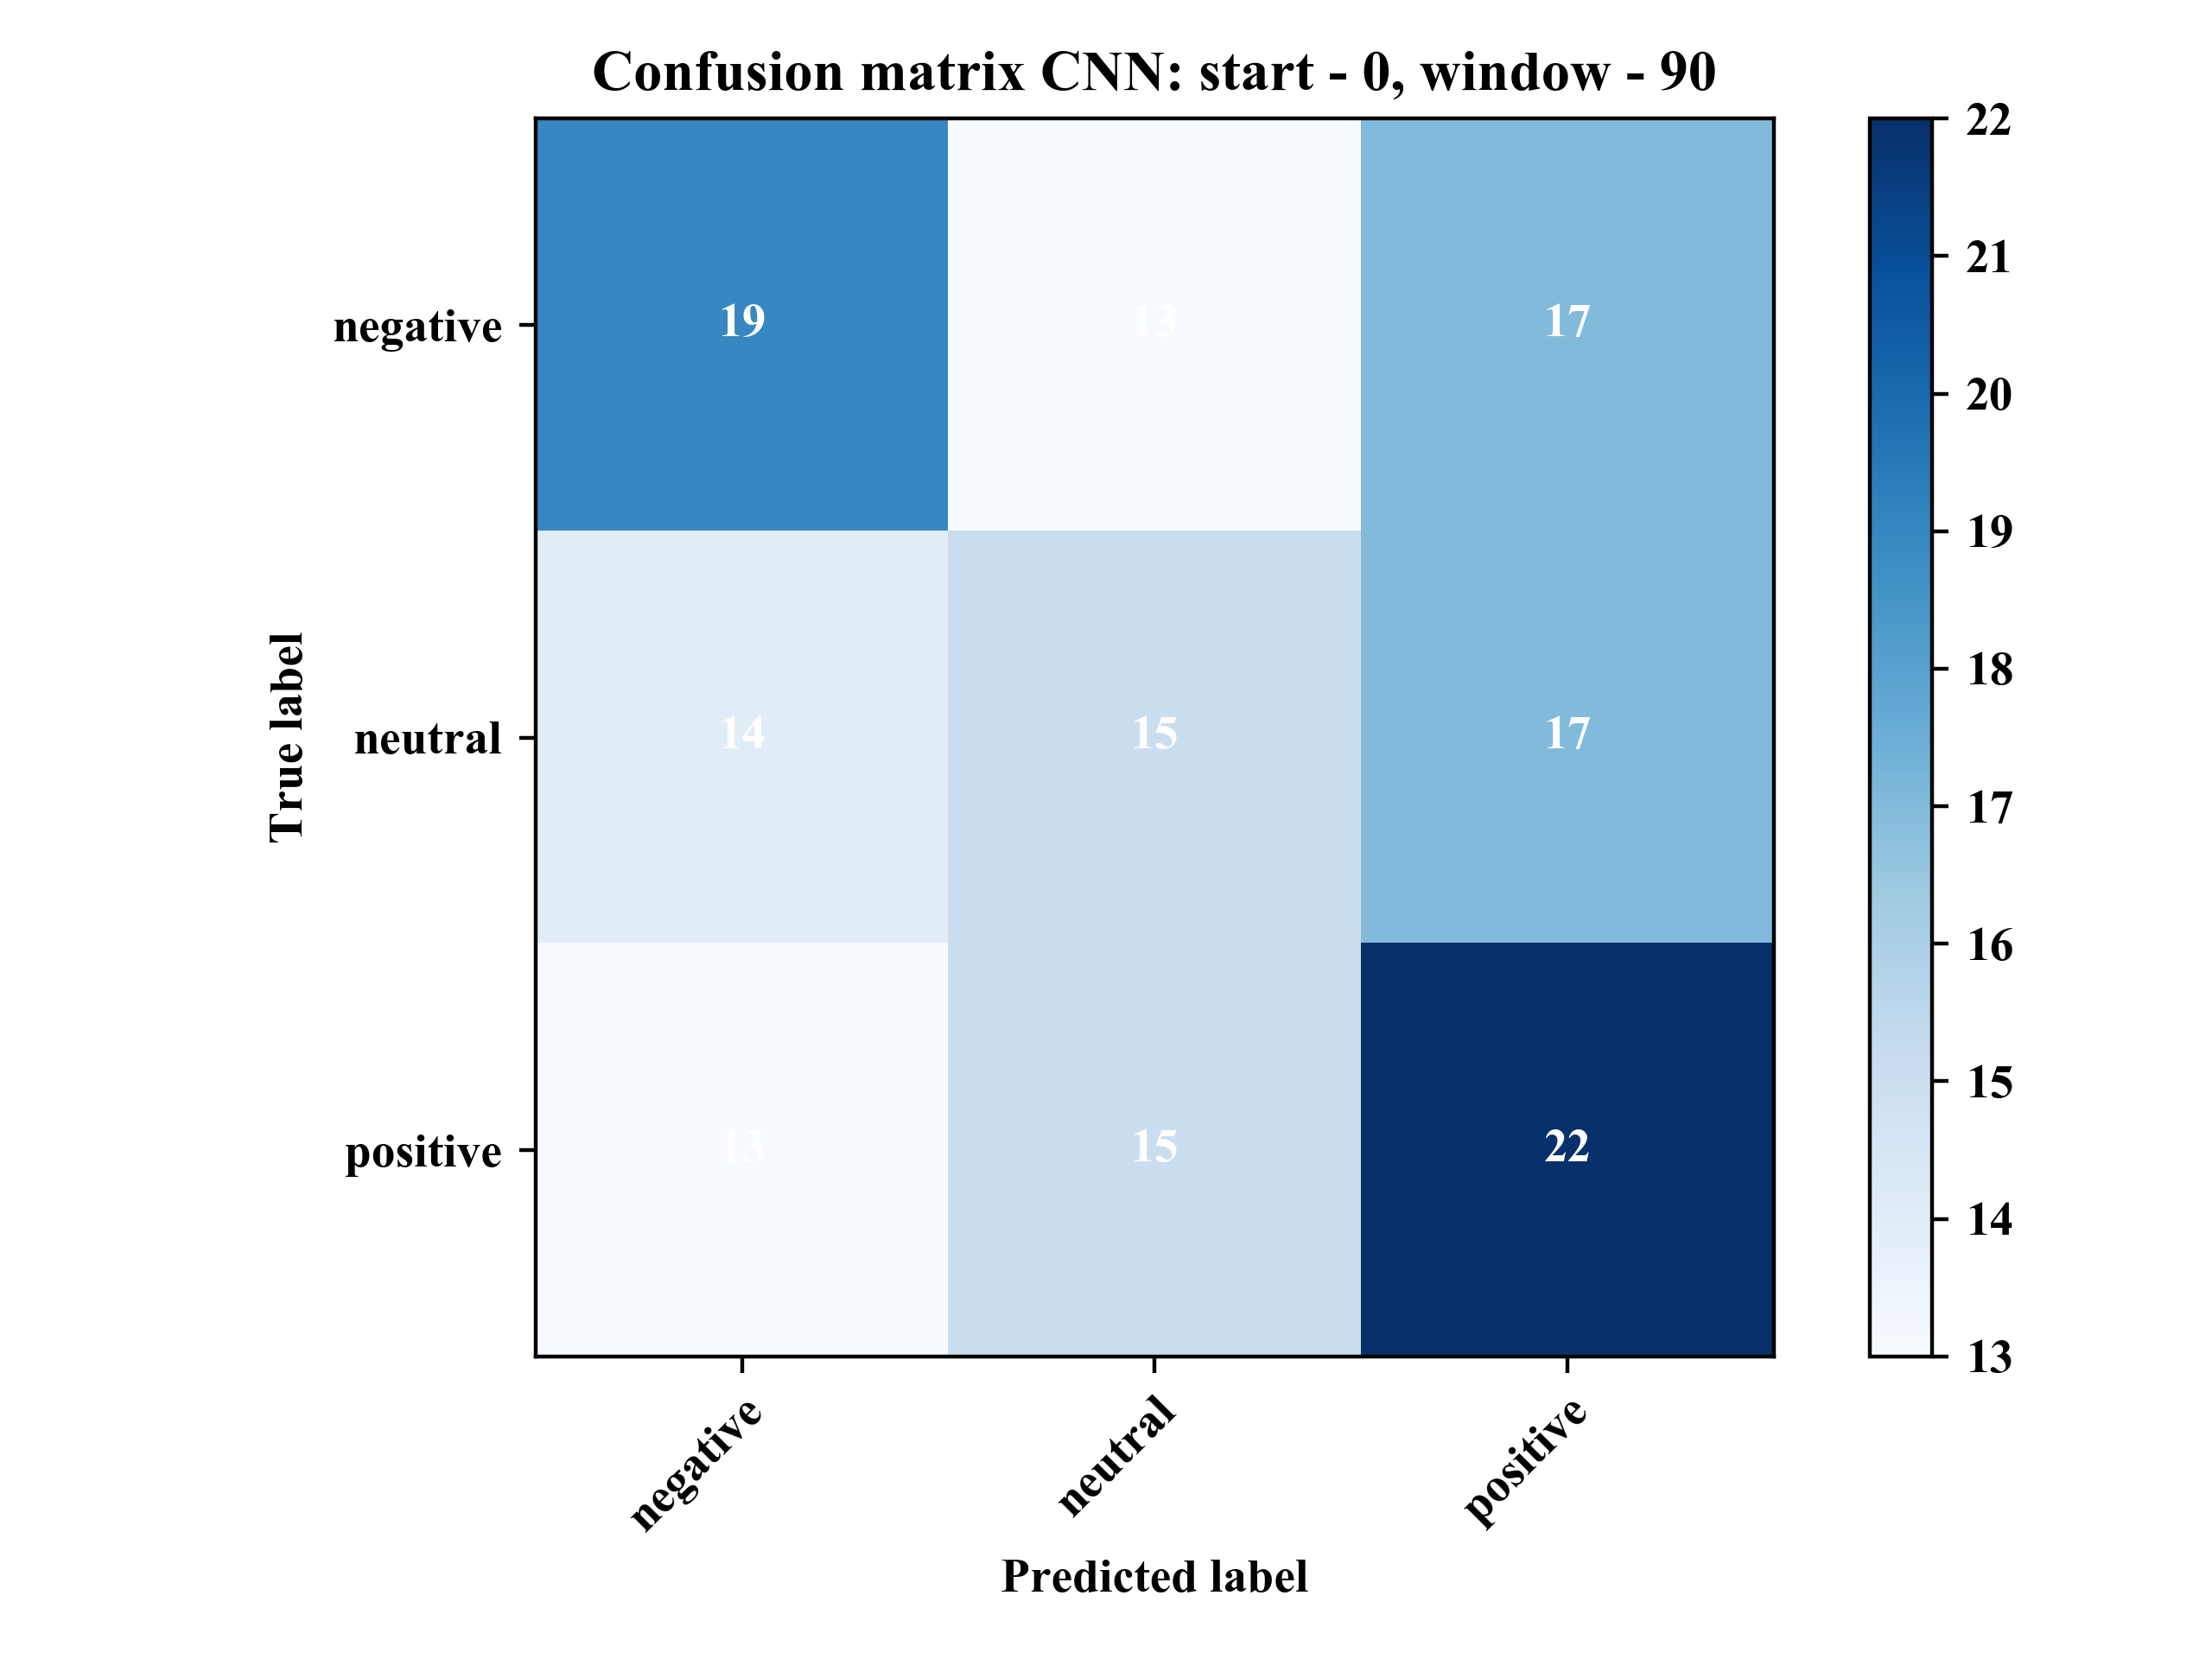 Confusion matrix CNN: start - 0, window - 90
negative 19 13 17
neutral 14 15 17
positive 13 15 22
negative neutral positive
True label
Predicted label
22
21
20
19
18
17
16
15
14
13